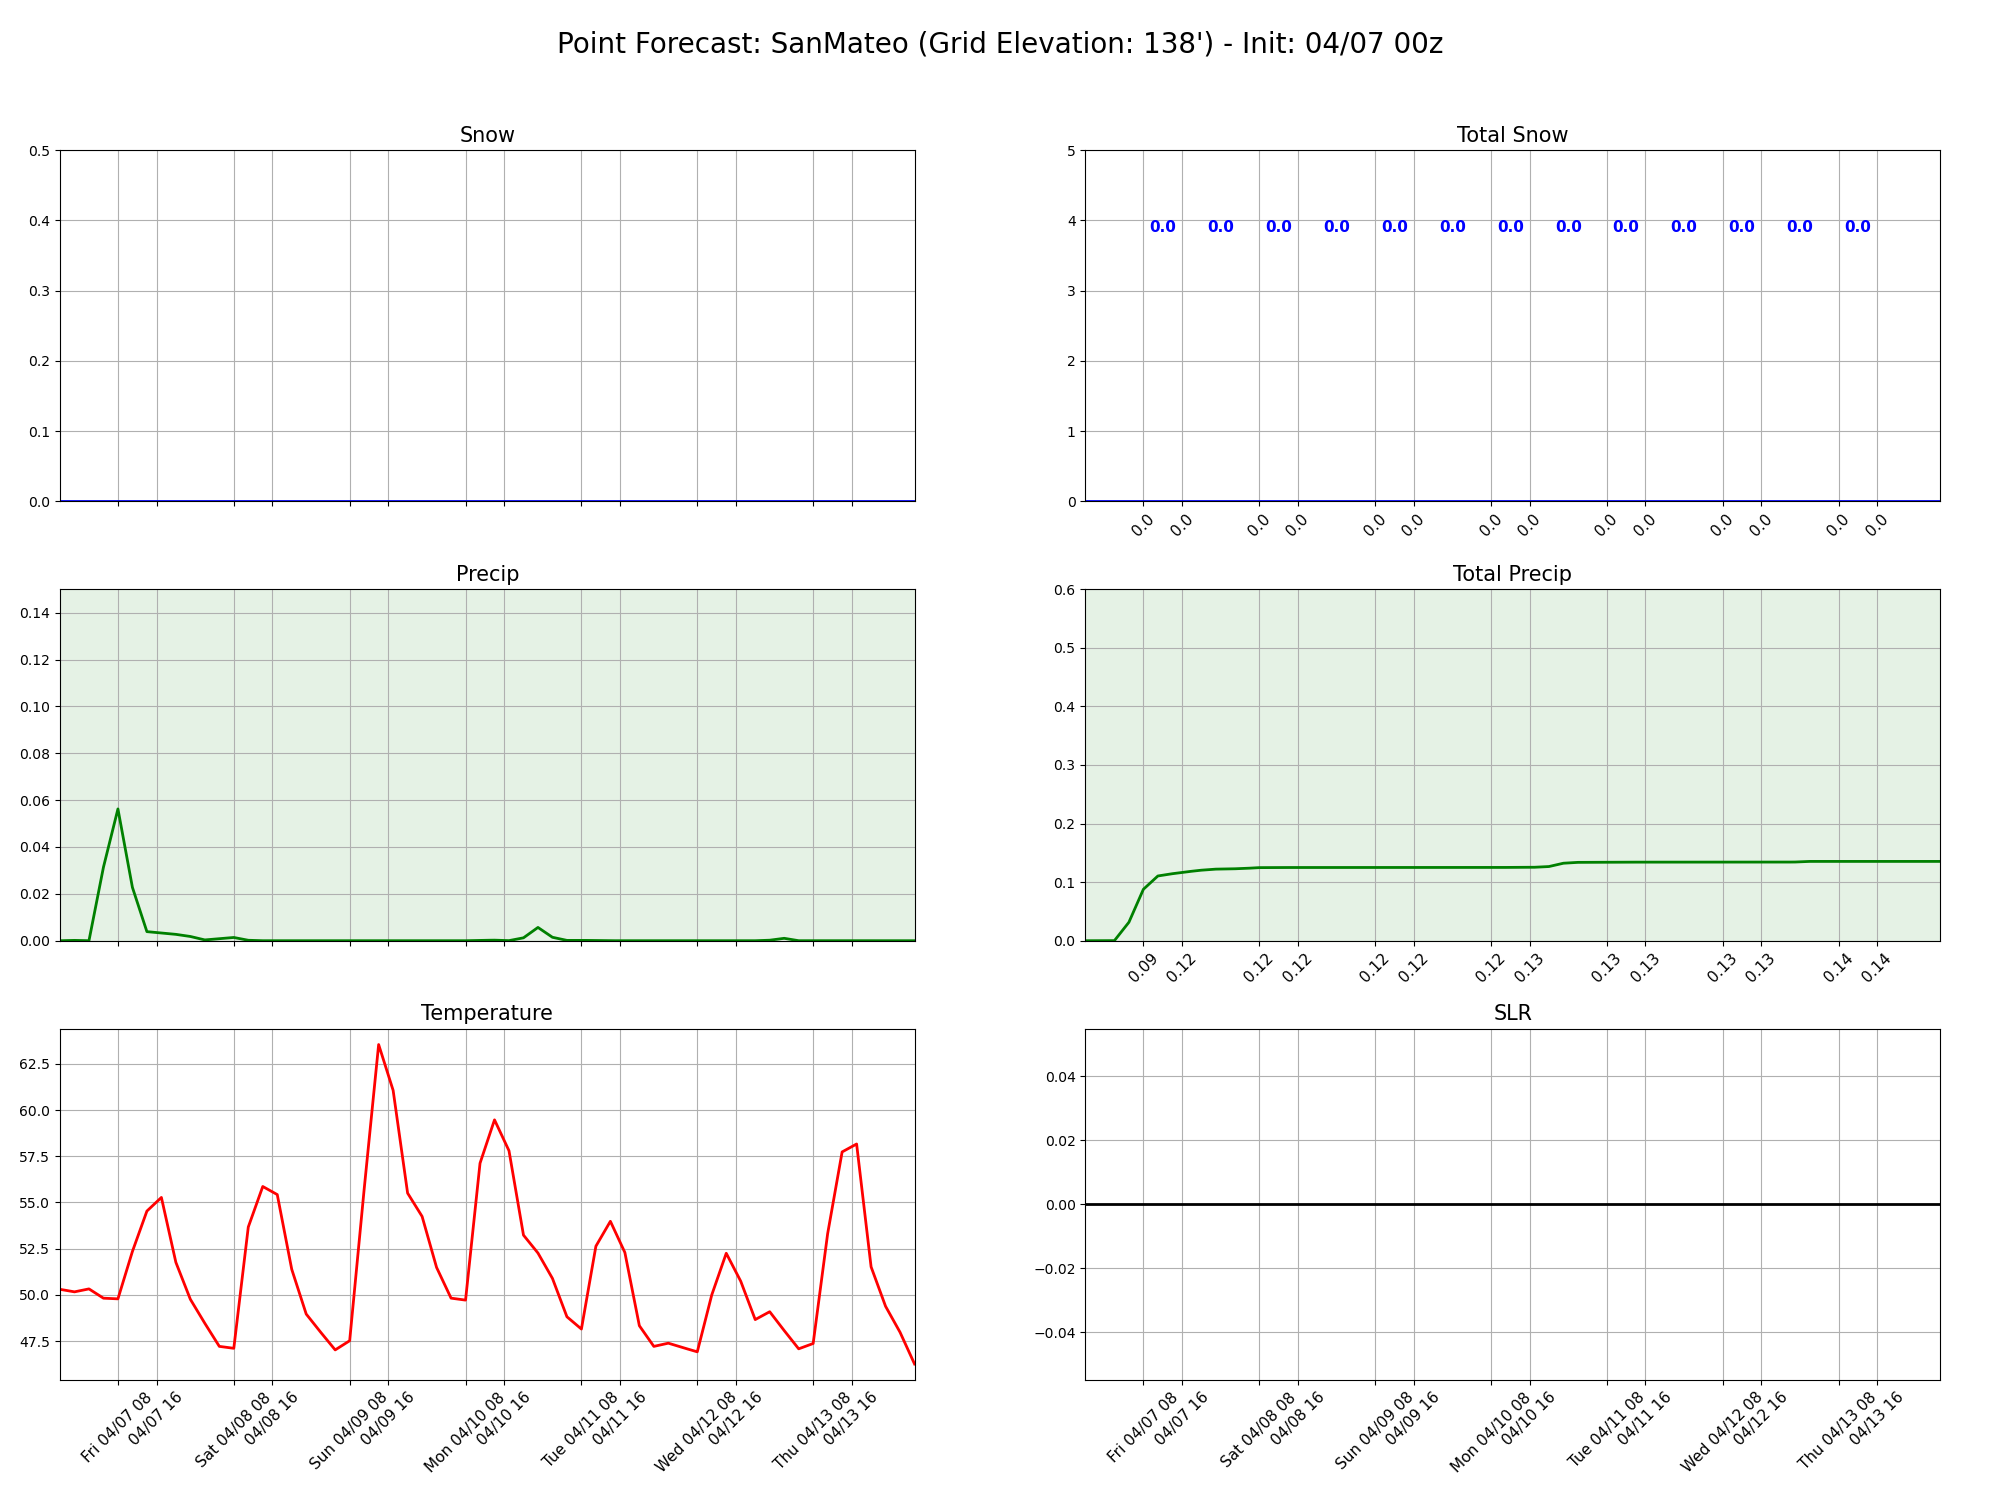 Point Forecast: SanMateo (Grid Elevation: 138') - Init: 04/07 00z
Snow
0.5
0.4
0.3
0.2
0.1
0.0
Total Snow
5
4
3
2
1
0
0.0 0.0 0.0 0.0 0.0 0.0 0.0 0.0 0.0 0.0 0.0 0.0 0.0
0.0 0.0 0.0 0.0 0.0 0.0 0.0 0.0 0.0 0.0 0.0 0.0 0.0 0.0
Precip
0.14
0.12
0.10
0.08
0.06
0.04
0.02
0.00
Total Precip
0.6
0.5
0.4
0.3
0.2
0.1
0.0
0.09 0.12 0.12 0.12 0.12 0.12 0.12 0.13 0.13 0.13 0.13 0.13 0.14 0.14
Temperature
62.5
60.0
57.5
55.0
52.5
50.0
47.5
Fri 04/07 08
04/07 16
Sat 04/08 08
04/08 16
Sun 04/09 08
04/09 16
Mon 04/10 08
04/10 16
Tue 04/11 08
04/11 16
Wed 04/12 08
04/12 16
Thu 04/13 08
04/13 16
SLR
0.04
0.02
0.00
−0.02
−0.04
Fri 04/07 08
04/07 16
Sat 04/08 08
04/08 16
Sun 04/09 08
04/09 16
Mon 04/10 08
04/10 16
Tue 04/11 08
04/11 16
Wed 04/12 08
04/12 16
Thu 04/13 08
04/13 16